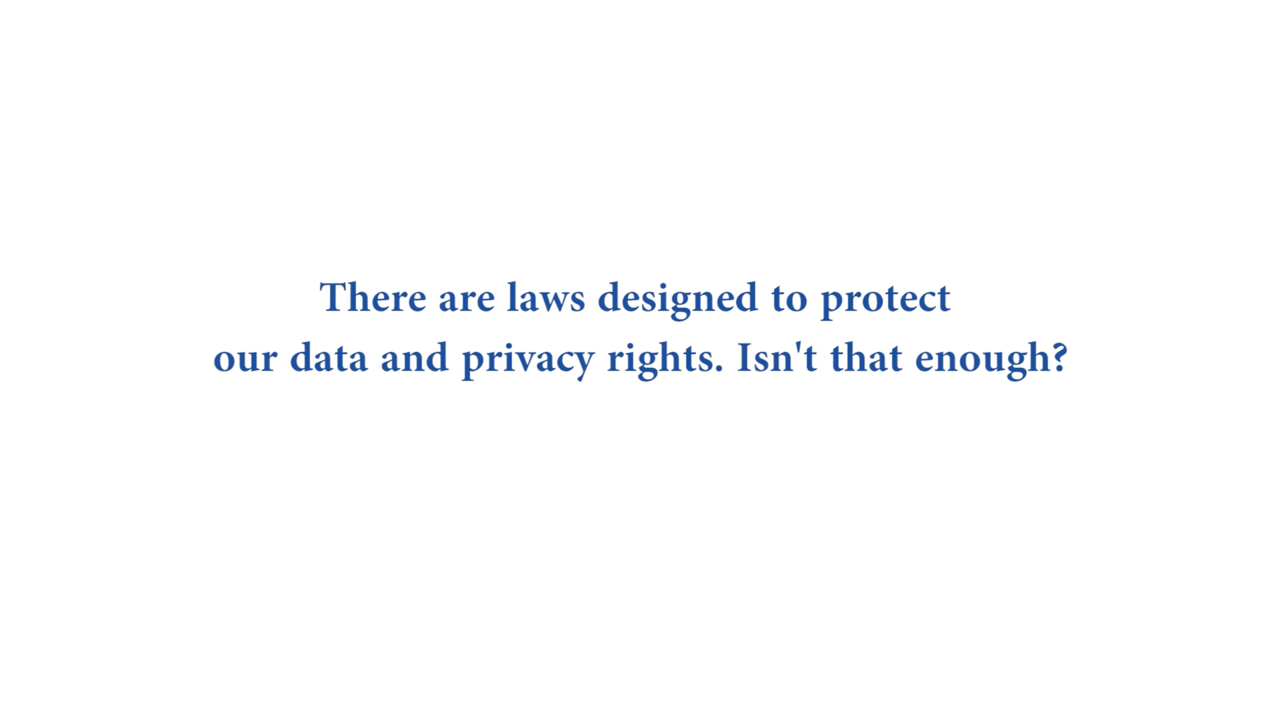 There are laws designed to protect
our data and privacy rights. Isn't that enough?